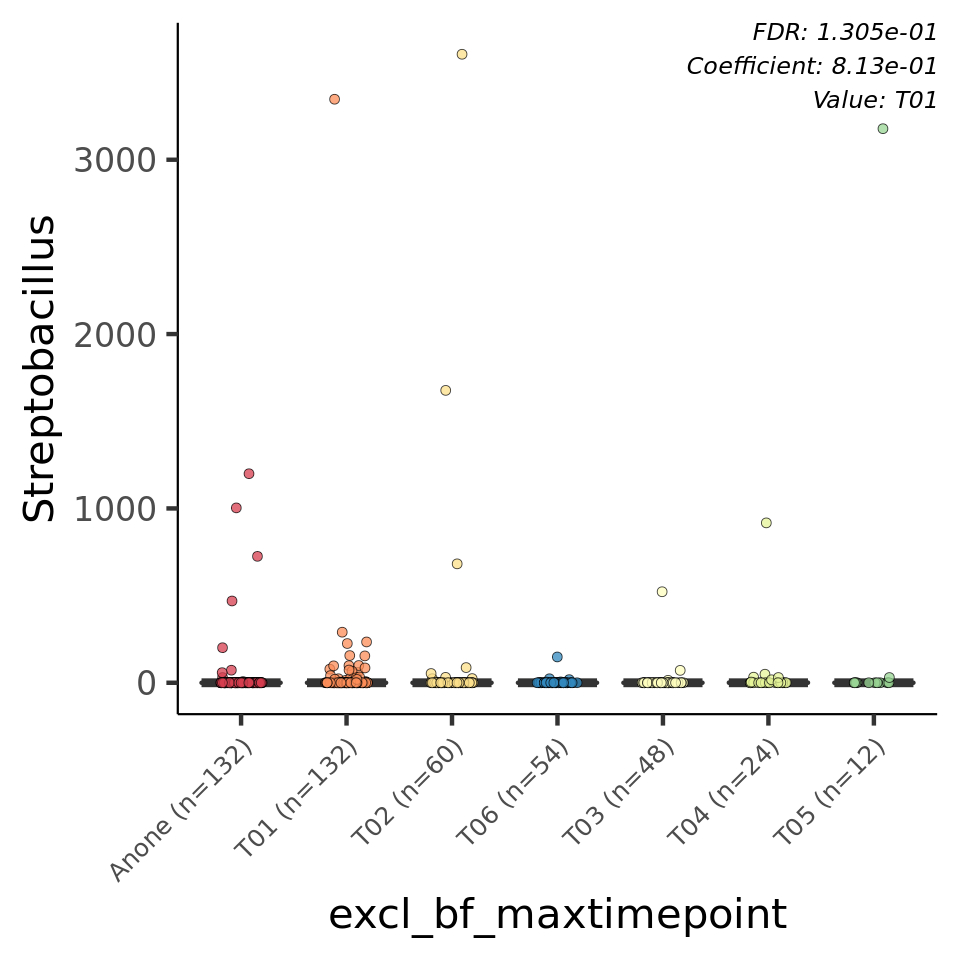 FDR: 1.305e-01
Coefficient: 8.13e-01
Value: T01
Streptobacillus
3000
2000
1000
0
Anone (n=132)
T01 (n=132)
T02 (n=60)
T06 (n=54)
T03 (n=48)
T04 (n=24)
T05 (n=12)
excl_bf_maxtimepoint